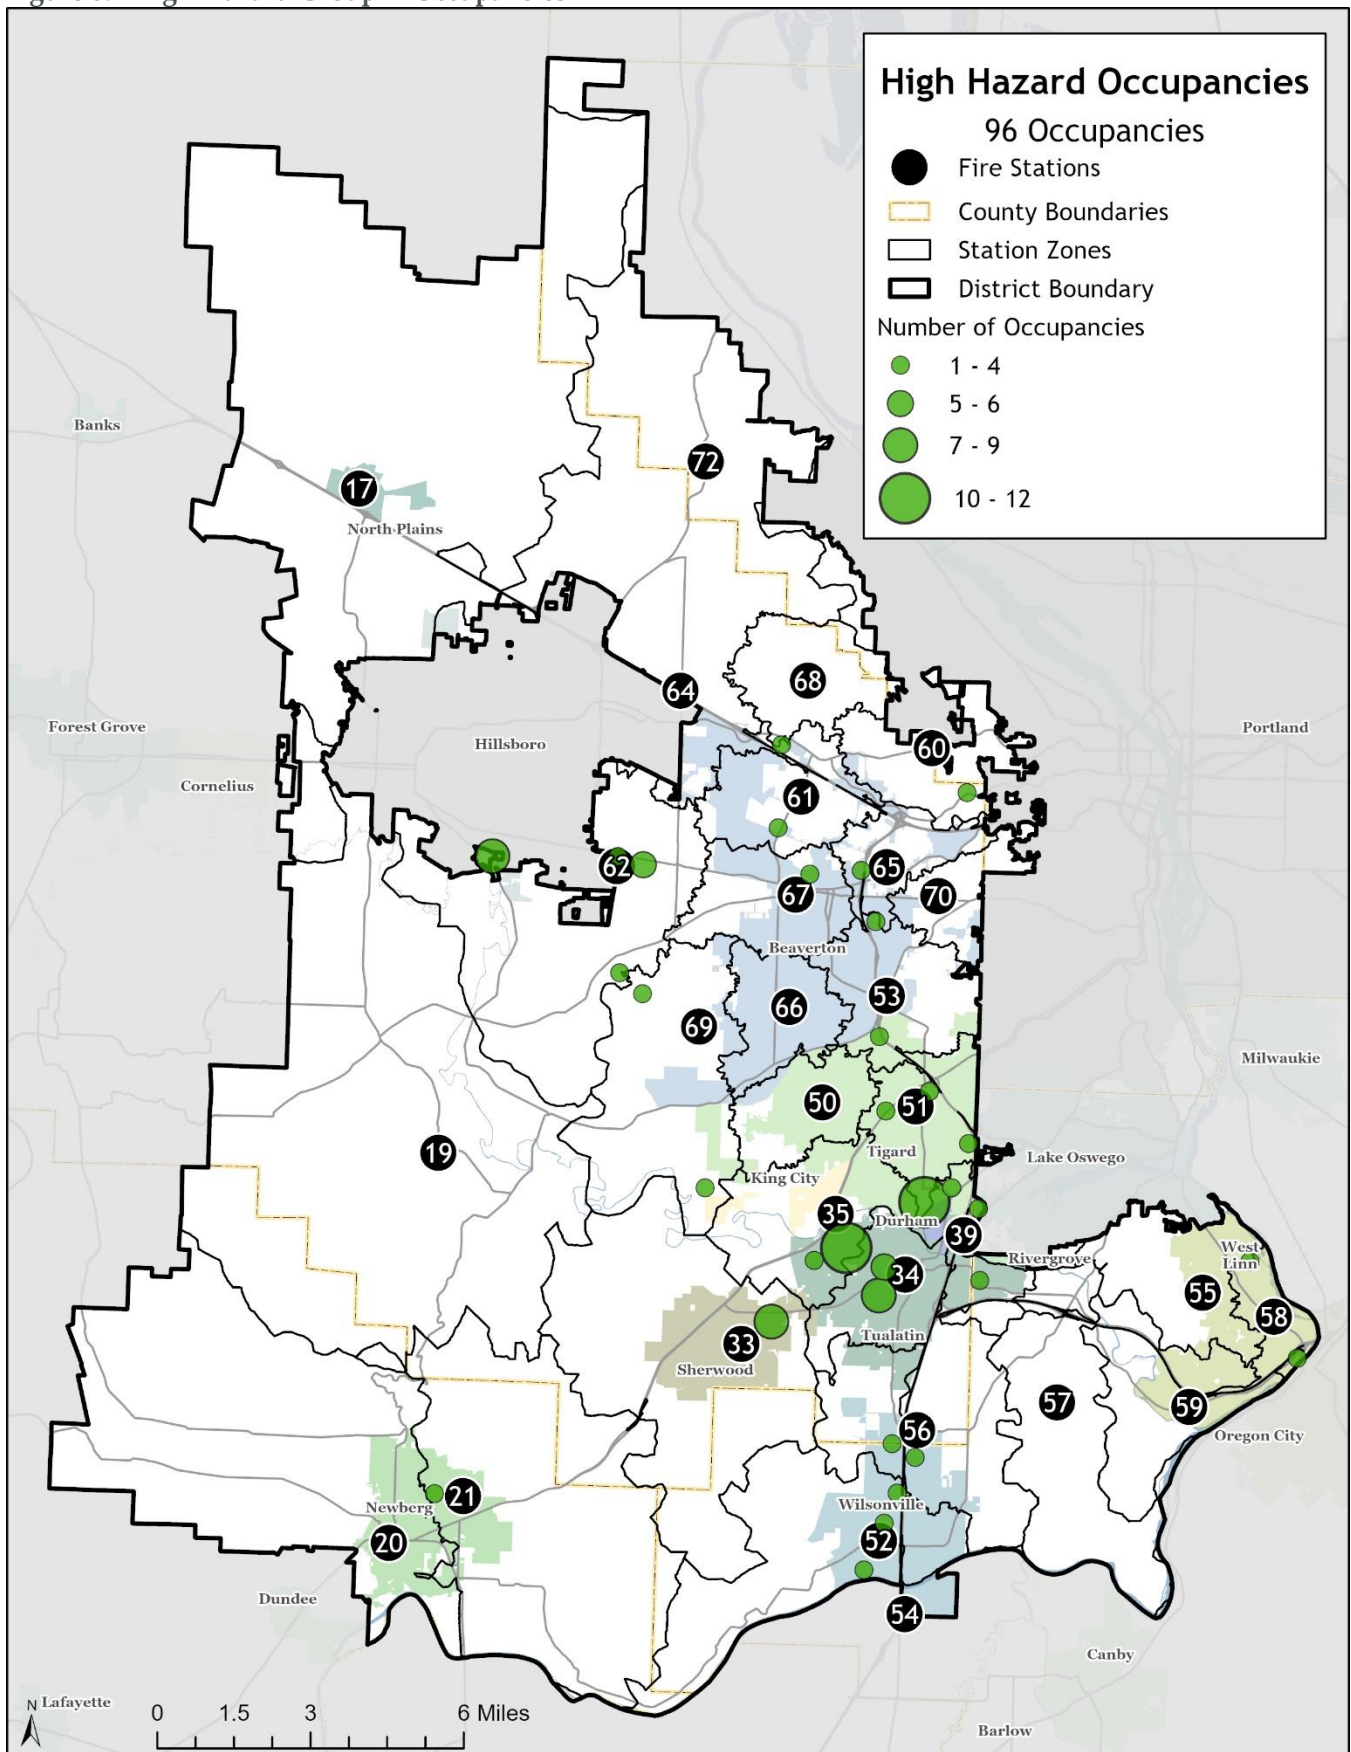 High Hazard Occupancies
96 Occupancies
Fire Stations
County Boundaries
Station Zones
District Boundary
Number of Occupancies
1 - 4
5 - 6
7 - 9
10 - 12
Banks
72
17
North Plains
68
64
Forest Grove
Portland
Hillsboro
60
Cornelius
61
62
65
67
70
Beaverton
53
66
69
Milwaukie
50
51
19
Tigard
Lake Oswego
King City
35
Durham
39
Rivergrove
West
Linn
34
55
58
33
Tualatin
Sherwood
57
59
56
Oregon City
21
Newberg
Wilsonville
20
52
Dundee
54
Canby
N
Lafayette
0 1.5 3 6 Miles
Barlow